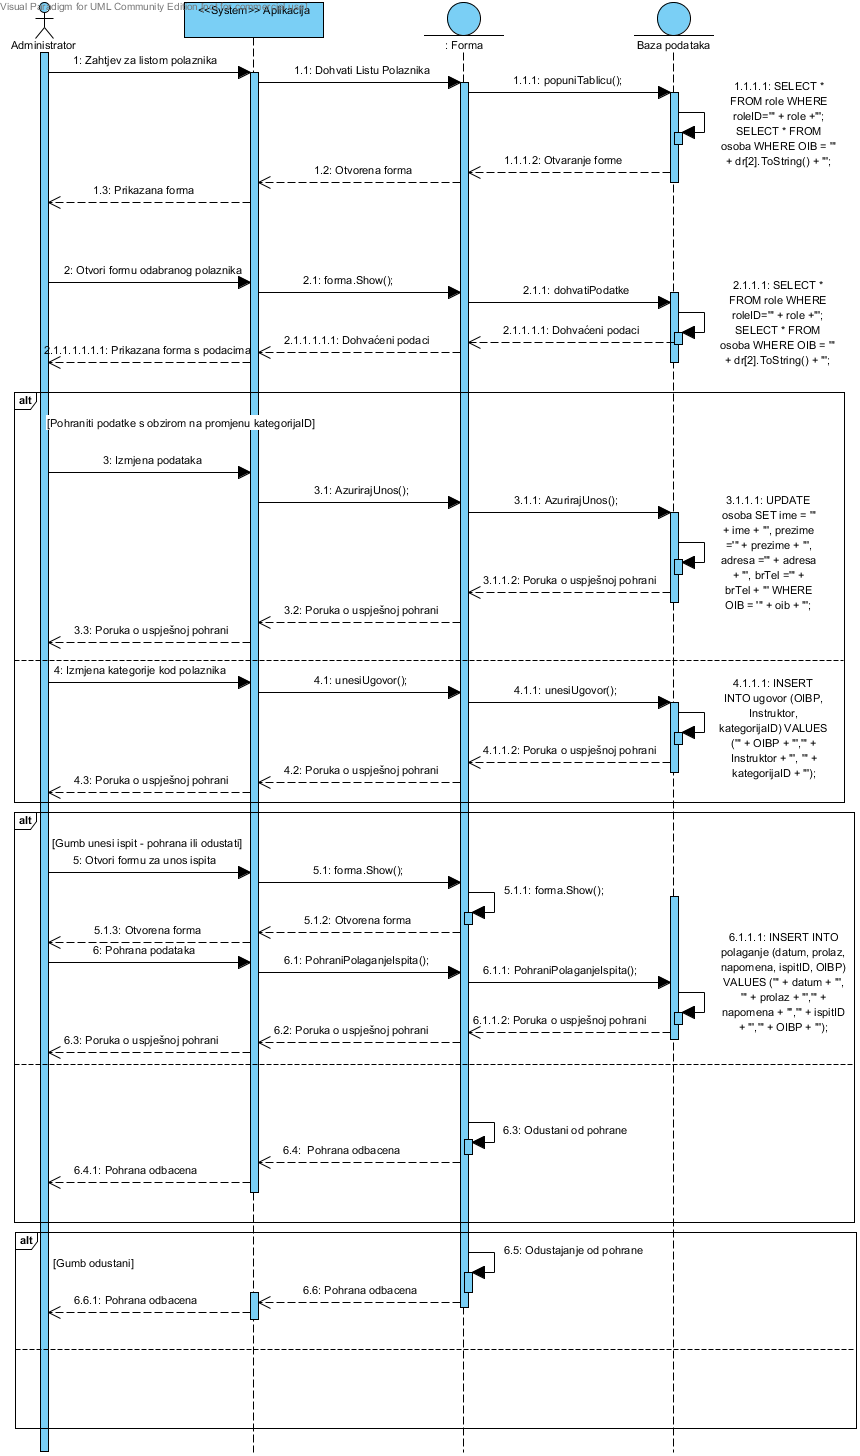 Visual Paradigm for UML Community Edition
<<System>> Aplikacija
Administrator
: Forma
Baza podataka
1: Zahtjev za listom polaznika
1.1: Dohvati Listu Polaznika
1.1.1: popuniTablicu();
1.1.1.1: SELECT *
FROM role WHERE
roleID='" + role +"';
SELECT * FROM
osoba WHERE OIB = '"
+ dr[2].ToString() + "';
1.1.1.2: Otvaranje forme
1.2: Otvorena forma
1.3: Prikazana forma
2: Otvori formu odabranog polaznika
2.1: forma.Show();
2.1.1: dohvatiPodatke
2.1.1.1: SELECT *
FROM role WHERE
roleID='" + role +"';
SELECT * FROM
osoba WHERE OIB = '"
+ dr[2].ToString() + "';
2.1.1.1.1: Dohvaćeni podaci
2.1.1.1.1.1: Dohvaćeni podaci
2.1.1.1.1.1.1: Prikazana forma s podacima
alt
[Pohraniti podatke s obzirom na promjenu kategorijaID]
3: Izmjena podataka
3.1: AzurirajUnos();
3.1.1: AzurirajUnos();
3.1.1.1: UPDATE
osoba SET ime = '"
+ ime + "', prezime
='" + prezime + "',
adresa ='" + adresa
+ "', brTel ='" +
brTel + "' WHERE
OIB = '" + oib + "';
3.1.1.2: Poruka o uspješnoj pohrani
3.2: Poruka o uspješnoj pohrani
3.3: Poruka o uspješnoj pohrani
4: Izmjena kategorije kod polaznika
4.1: unesiUgovor();
4.1.1: unesiUgovor();
4.1.1.1: INSERT
INTO ugovor (OIBP,
Instruktor,
kategorijaID) VALUES
('" + OIBP + "','" +
Instruktor + "', '" +
kategorijaID + "');
4.1.1.2: Poruka o uspješnoj pohrani
4.2: Poruka o uspješnoj pohrani
4.3: Poruka o uspješnoj pohrani
alt
[Gumb unesi ispit - pohrana ili odustati]
5: Otvori formu za unos ispita
5.1: forma.Show();
5.1.1: forma.Show();
5.1.2: Otvorena forma
5.1.3: Otvorena forma
6: Pohrana podataka
6.1: PohraniPolaganjeIspita();
6.1.1: PohraniPolaganjeIspita();
6.1.1.1: INSERT INTO
polaganje (datum, prolaz,
napomena, ispitID, OIBP)
VALUES ('" + datum + "',
'" + prolaz + "','" +
napomena + "','" + ispitID
+ "','" + OIBP + "');
6.1.1.2: Poruka o uspješnoj pohrani
6.2: Poruka o uspješnoj pohrani
6.3: Poruka o uspješnoj pohrani
6.3: Odustani od pohrane
6.4: Pohrana odbacena
6.4.1: Pohrana odbacena
alt
[Gumb odustani]
6.5: Odustajanje od pohrane
6.6: Pohrana odbacena
6.6.1: Pohrana odbacena